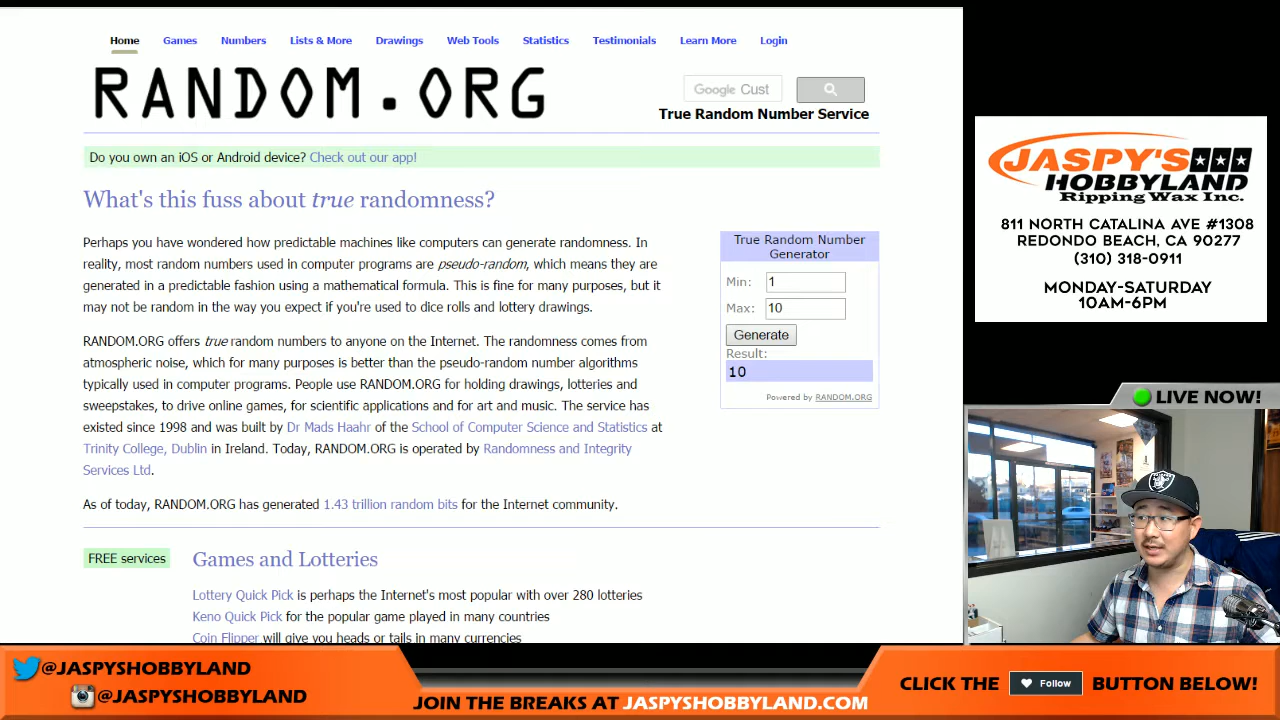 Home Games Numbers Lists & More Drawings Web Tools Statistics Testimonials Learn More Login
RANDOM.ORG
Google Cust
True Random Number Service
Do you own an iOS or Android device? Check out our app!
What's this fuss about true randomness?
Perhaps you have wondered how predictable machines like computers can generate randomness. In
reality, most random numbers used in computer programs are pseudo-random, which means they are
generated in a predictable fashion using a mathematical formula. This is fine for many purposes, but it
may not be random in the way you expect if you're used to dice rolls and lottery drawings.
RANDOM.ORG offers true random numbers to anyone on the Internet. The randomness comes from
atmospheric noise, which for many purposes is better than the pseudo-random number algorithms
typically used in computer programs. People use RANDOM.ORG for holding drawings, lotteries and
sweepstakes, to drive online games, for scientific applications and for art and music. The service has
existed since 1998 and was built by Dr Mads Haahr of the School of Computer Science and Statistics at
Trinity College, Dublin in Ireland. Today, RANDOM.ORG is operated by Randomness and Integrity
Services Ltd.
As of today, RANDOM.ORG has generated 1.43 trillion random bits for the Internet community.
True Random Number
Generator
Min: 1
Max: 10
Generate
Result:
10
Powered by RANDOM.ORG
FREE services
Games and Lotteries
Lottery Quick Pick is perhaps the Internet's most popular with over 280 lotteries
Keno Quick Pick for the popular game played in many countries
Coin Flipper will give you heads or tails in many currencies
JASPY'S
HOBBYLAND
Ripping Wax Inc.
811 NORTH CATALINA AVE #1308
REDONDO BEACH, CA 90277
(310) 318-0911
MONDAY-SATURDAY
10AM-6PM
LIVE NOW!
@JASPYSHOBBYLAND
@JASPYSHOBBYLAND
JOIN THE BREAKS AT JASPYSHOBBYLAND.COM
CLICK THE Follow BUTTON BELOW!